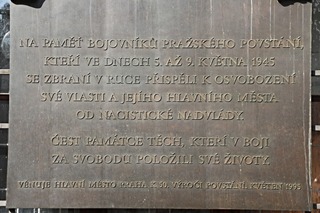 NA PAMĚŤ BOJOVNÍKŮ PRAŽSKÉHO POVSTÁNÍ,
KTEŘÍ VE DNECH 5. AŽ 9. KVĚTNA 1945
SE ZBRANÍ V RUCE PŘISPĚLI K OSVOBOZENÍ
SVÉ VLASTI A JEJÍHO HLAVNÍHO MĚSTA
OD NACISTICKÉ NADVLÁDY.
ČEST PAMÁTCE TĚCH, KTEŘÍ V BOJI
ZA SVOBODU POLOŽILI SVÉ ŽIVOTY.
VĚNUJE HLAVNÍ MĚSTO PRAHA K 50. VÝROČÍ POVSTÁNÍ. KVĚTEN 1995